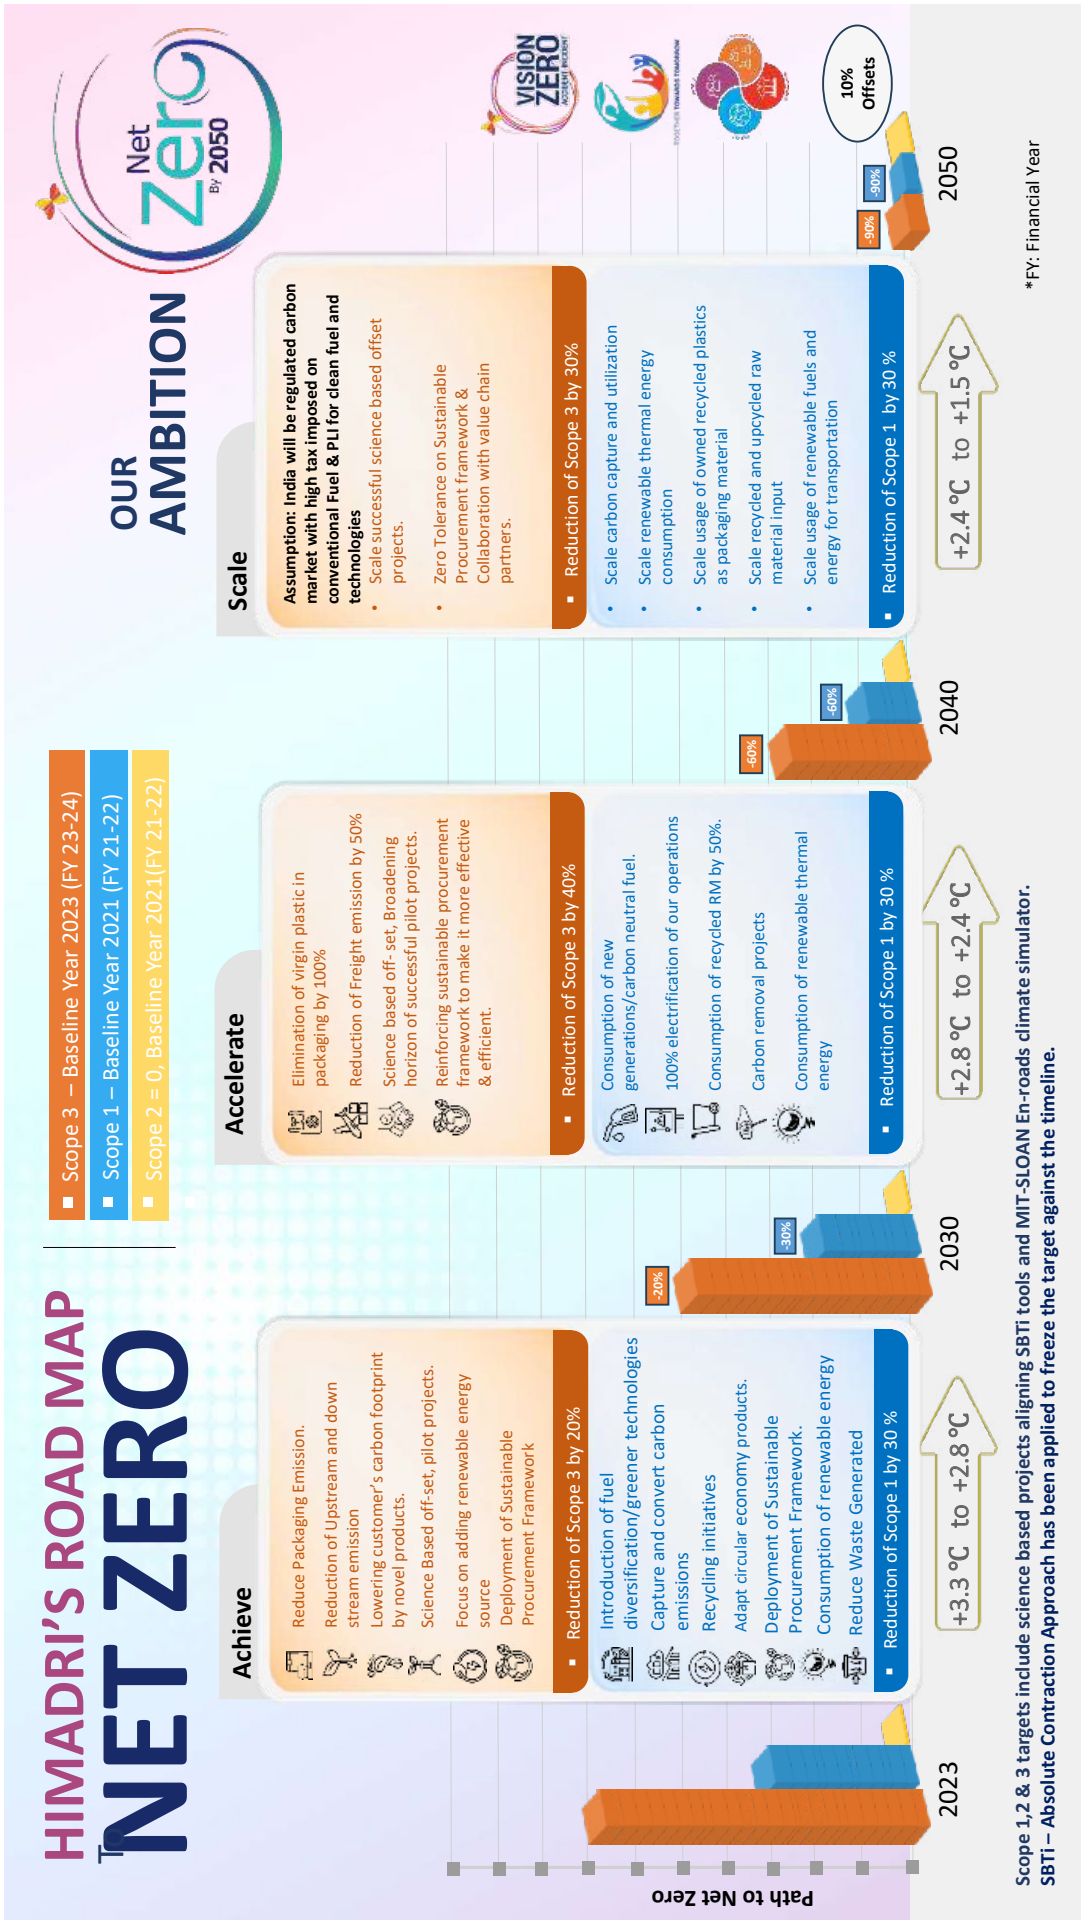 HIMADRI'S ROAD MAP
To
NET ZERO
▪ Scope 3 – Baseline Year 2023 (FY 23-24)
▪ Scope 1 – Baseline Year 2021 (FY 21-22)
▪ Scope 2 = 0, Baseline Year 2021(FY 21-22)
OUR
AMBITION
Net
Zero
By 2050
Path to Net Zero
2023
Achieve
Reduce Packaging Emission.
Reduction of Upstream and down
stream emission
Lowering customer's carbon footprint
by novel products.
Science Based off-set, pilot projects.
Focus on adding renewable energy
source
Deployment of Sustainable
Procurement Framework
▪ Reduction of Scope 3 by 20%
Introduction of fuel
diversification/greener technologies
Capture and convert carbon
emissions
Recycling initiatives
Adapt circular economy products.
Deployment of Sustainable
Procurement Framework.
Consumption of renewable energy
Reduce Waste Generated
▪ Reduction of Scope 1 by 30 %
+3.3 ℃ to +2.8 ℃
-20%
-30%
2030
Accelerate
Elimination of virgin plastic in
packaging by 100%
Reduction of Freight emission by 50%
Science based off- set, Broadening
horizon of successful pilot projects.
Reinforcing sustainable procurement
framework to make it more effective
& efficient.
▪ Reduction of Scope 3 by 40%
Consumption of new
generations/carbon neutral fuel.
100% electrification of our operations
Consumption of recycled RM by 50%.
Carbon removal projects
Consumption of renewable thermal
energy
▪ Reduction of Scope 1 by 30 %
+2.8 ℃ to +2.4 ℃
-60%
-60%
2040
Scale
Assumption: India will be regulated carbon
market with high tax imposed on
conventional Fuel & PLI for clean fuel and
technologies
• Scale successful science based offset
projects.
• Zero Tolerance on Sustainable
Procurement framework &
Collaboration with value chain
partners.
▪ Reduction of Scope 3 by 30%
• Scale carbon capture and utilization
• Scale renewable thermal energy
consumption
• Scale usage of owned recycled plastics
as packaging material
• Scale recycled and upcycled raw
material input
• Scale usage of renewable fuels and
energy for transportation
▪ Reduction of Scope 1 by 30 %
+2.4 ℃ to +1.5 ℃
VISION
ZERO
ACCIDENT-INCIDENT
TOGETHER TOWARDS TOMORROW
10%
Offsets
-90%
-90%
2050
*FY: Financial Year
Scope 1,2 & 3 targets include science based projects aligning SBTi tools and MIT-SLOAN En-roads climate simulator.
SBTi – Absolute Contraction Approach has been applied to freeze the target against the timeline.